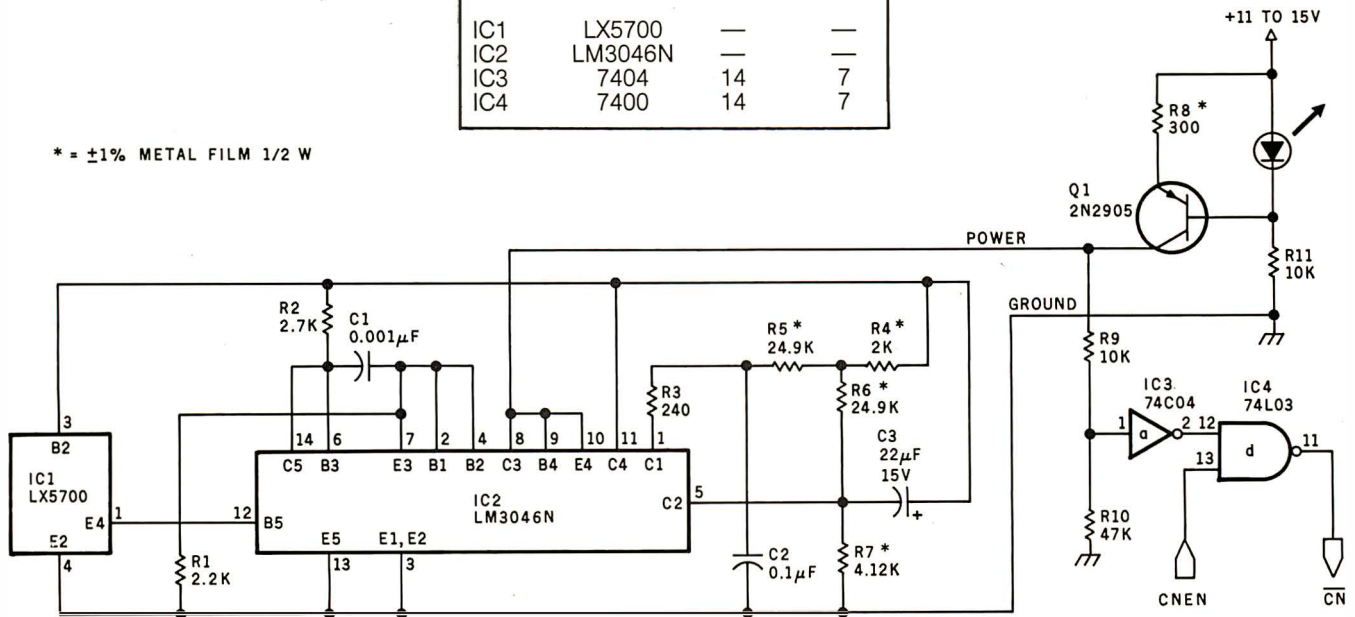 IC1 LX5700 — —
IC2 LM3046N — —
IC3 7404 14 7
IC4 7400 14 7
* = ±1% METAL FILM 1/2 W
+11 TO 15V
R8 *
300
Q1
2N2905
R11
10K
POWER
GROUND
R2
2.7K
C1
0.001µF
R5 *
24.9K
R4 *
2K
R3
240
R6 *
24.9K
R9
10K
C3
22µF
15V
+
IC3
74C04
1
a
2
IC4
74L03
12
13
d
11
R10
47K
CNEN
C̅N̅
3
B2
IC1
LX5700
E4
1
E2
4
14 6 7 2 4 8 9 10 11 1
C5 B3 E3 B1 B2 C3 B4 E4 C4 C1
12
B5
IC2
LM3046N
C2
5
E5
13
E1, E2
3
R1
2.2K
C2
0.1µF
R7 *
4.12K